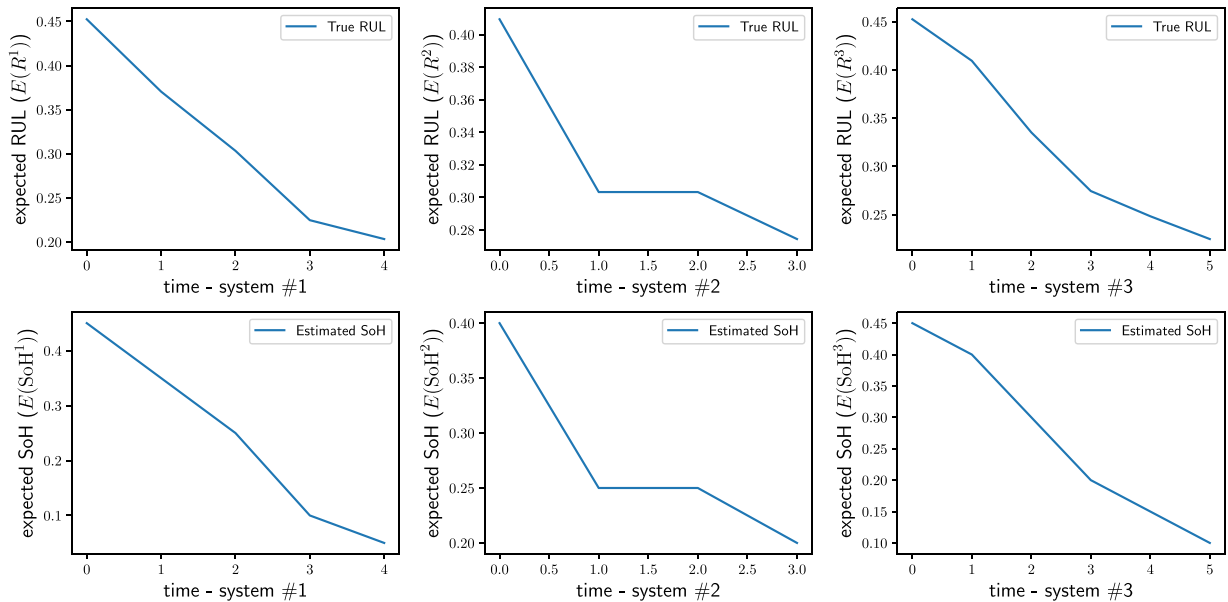 True RUL
expected RUL (E(R¹))
0.45
0.40
0.35
0.30
0.25
0.20
0 1 2 3 4
time - system #1
True RUL
expected RUL (E(R²))
0.40
0.38
0.36
0.34
0.32
0.30
0.28
0.0 0.5 1.0 1.5 2.0 2.5 3.0
time - system #2
True RUL
expected RUL (E(R³))
0.45
0.40
0.35
0.30
0.25
0 1 2 3 4 5
time - system #3
Estimated SoH
expected SoH (E(SoH¹))
0.4
0.3
0.2
0.1
0 1 2 3 4
time - system #1
Estimated SoH
expected SoH (E(SoH²))
0.40
0.35
0.30
0.25
0.20
0.0 0.5 1.0 1.5 2.0 2.5 3.0
time - system #2
Estimated SoH
expected SoH (E(SoH³))
0.45
0.40
0.35
0.30
0.25
0.20
0.15
0.10
0 1 2 3 4 5
time - system #3